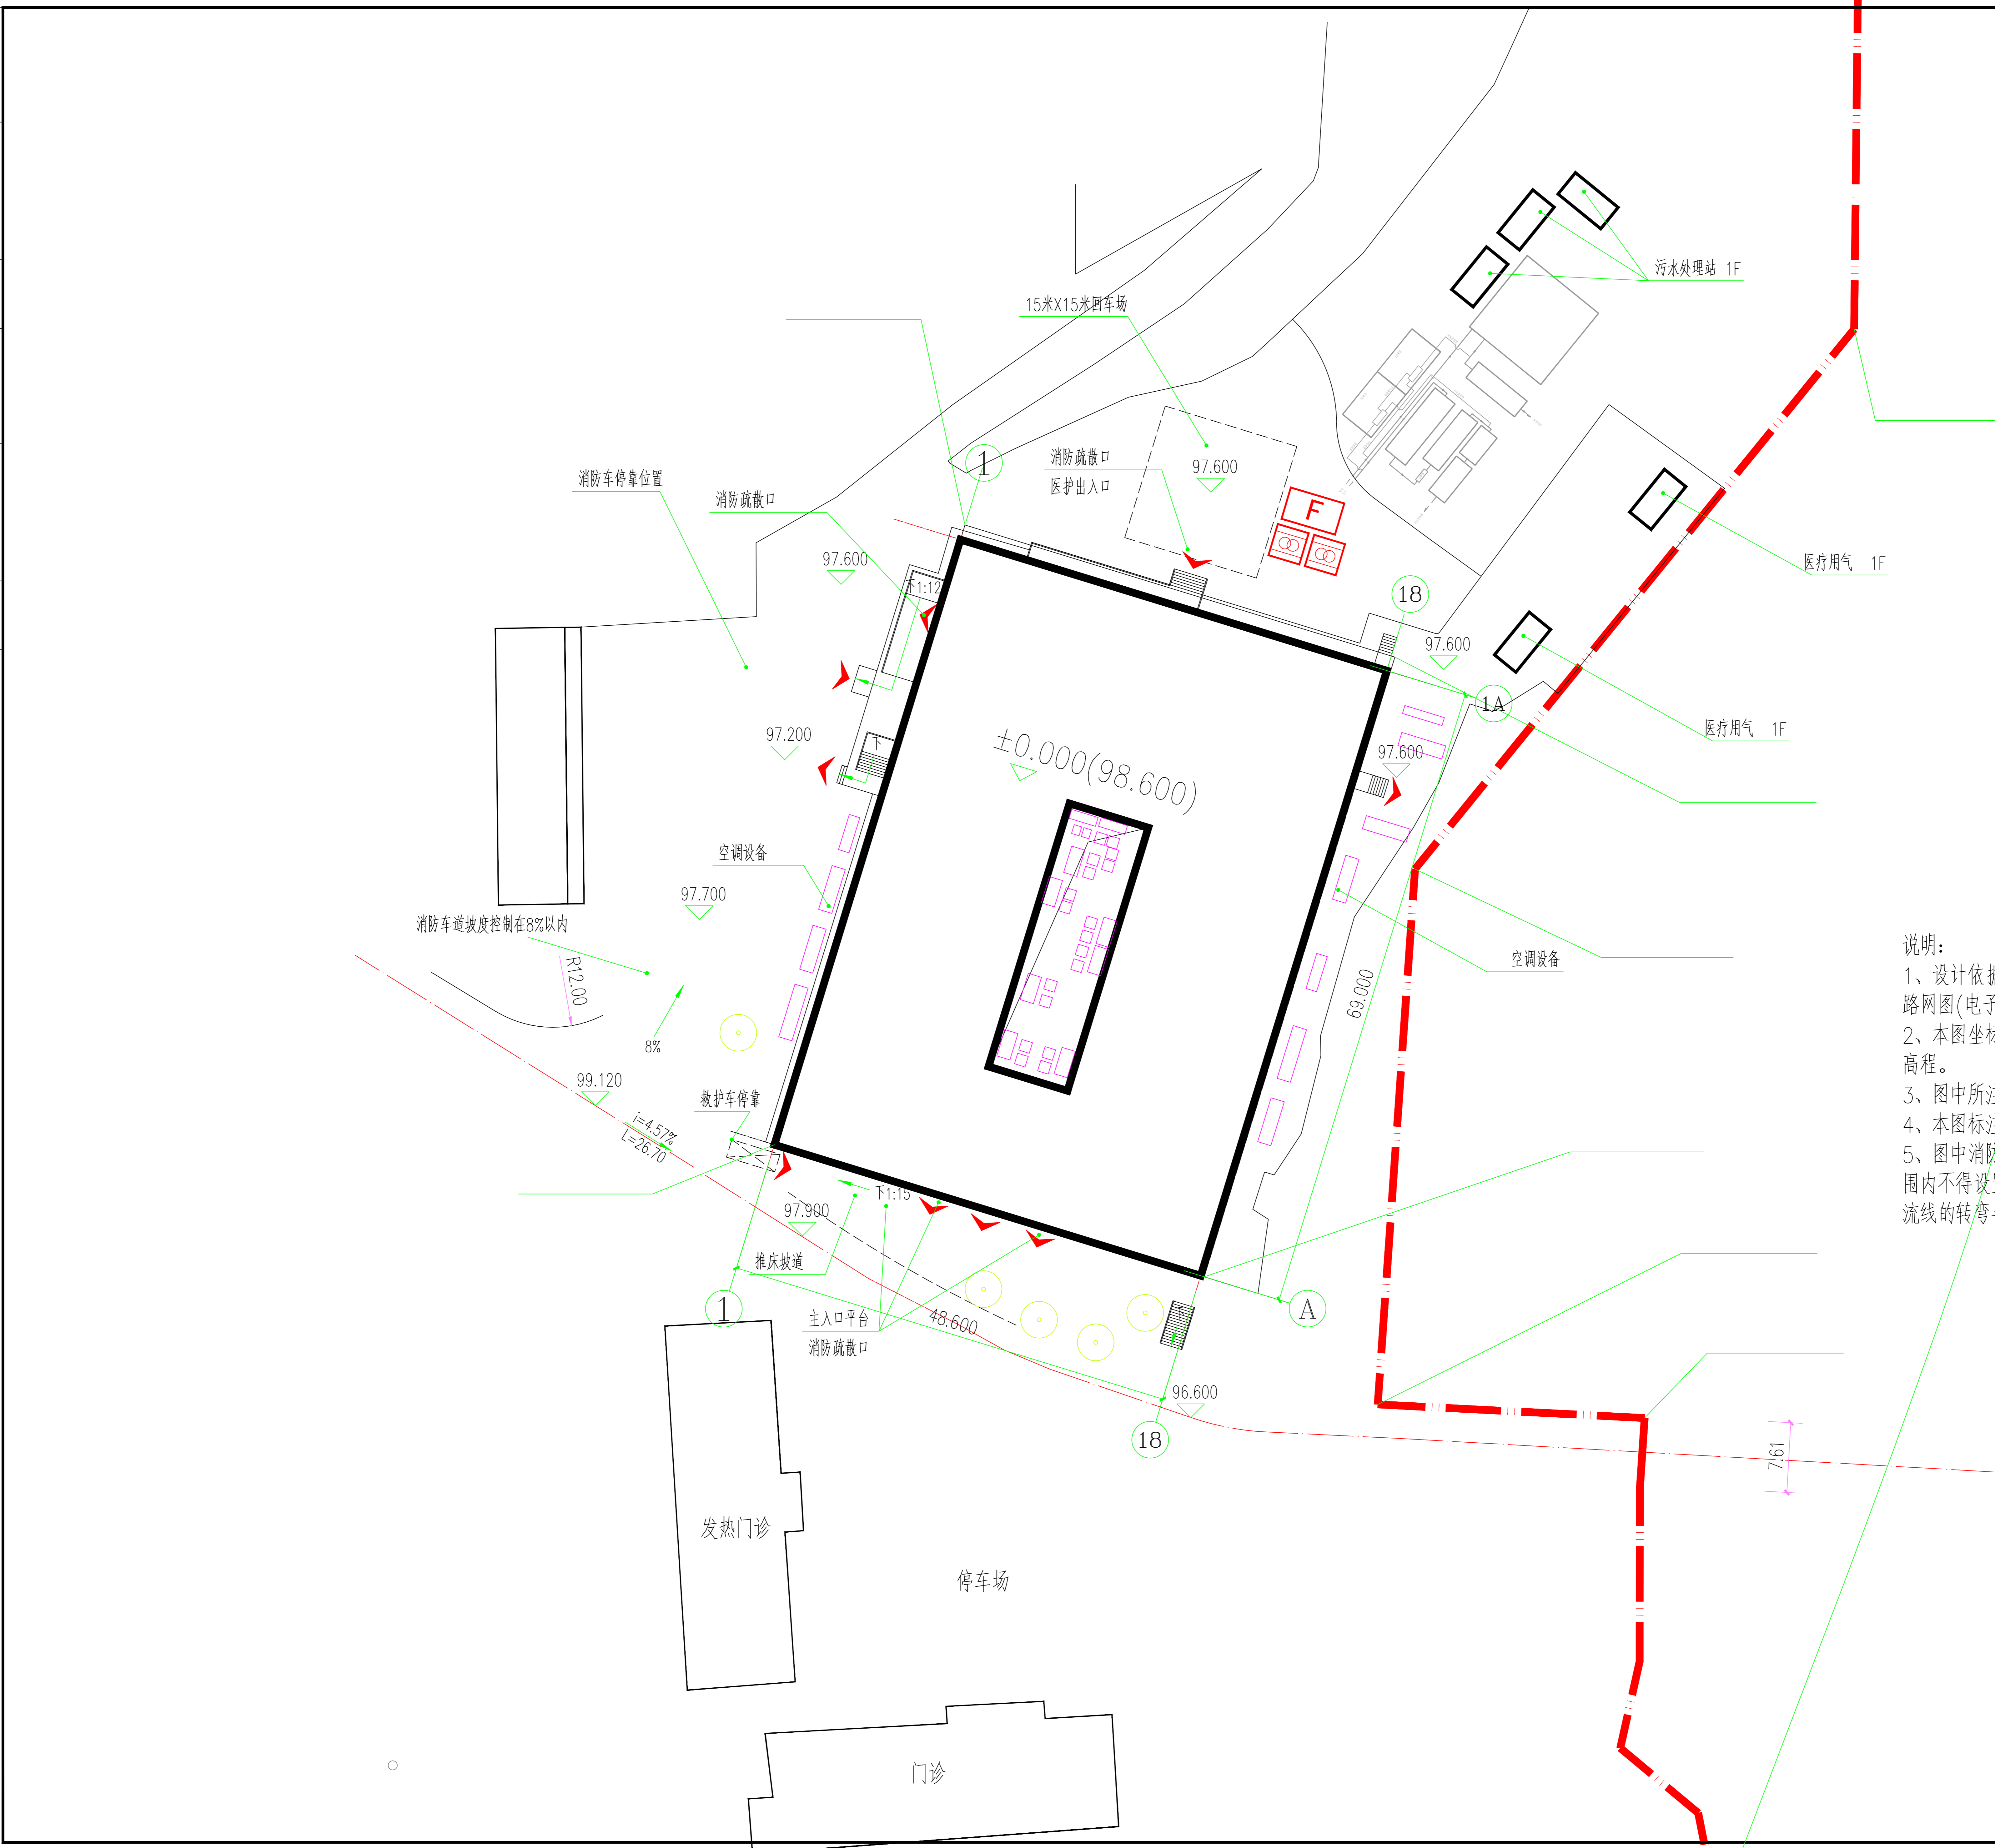 污水处理站 1F
15米X15米回车场
消防疏散口
医护出入口
97.600
1
消防车停靠位置
消防疏散口
F
97.600
下1:12
18
97.600
医疗用气 1F
1A
医疗用气 1F
97.200
下
±0.000(98.600)
97.600
空调设备
97.700
消防车道坡度控制在8%以内
R12.00
8%
空调设备
69.000
说明:
1、设计依据
路网图(电子
2、本图坐标
高程。
3、图中所注
4、本图标注
5、图中消防
围内不得设置
流线的转弯半
99.120
i=4.57%
L=26.70
救护车停靠
下1:15
97.900
推床坡道
主入口平台
消防疏散口
1
48.600
下
A
96.600
18
7.61
发热门诊
停车场
门诊